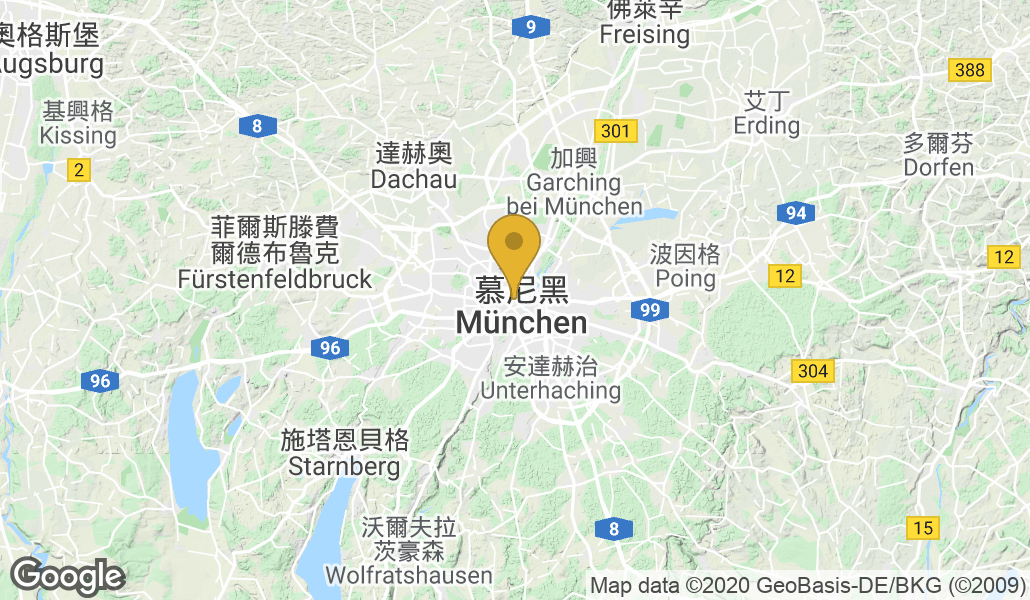 佛萊辛
Freising
9
奧格斯堡
Augsburg
388
基興格
Kissing
艾丁
Erding
8
301
多爾芬
Dorfen
2
達赫奧
Dachau
加興
Garching
bei München
菲爾斯滕費
爾德布魯克
Fürstenfeldbruck
94
波因格
Poing
12
12
慕尼黑
München
99
96
96
安達赫治
Unterhaching
304
施塔恩貝格
Starnberg
沃爾夫拉
茨豪森
Wolfratshausen
8
15
Google
Map data ©2020 GeoBasis-DE/BKG (©2009)